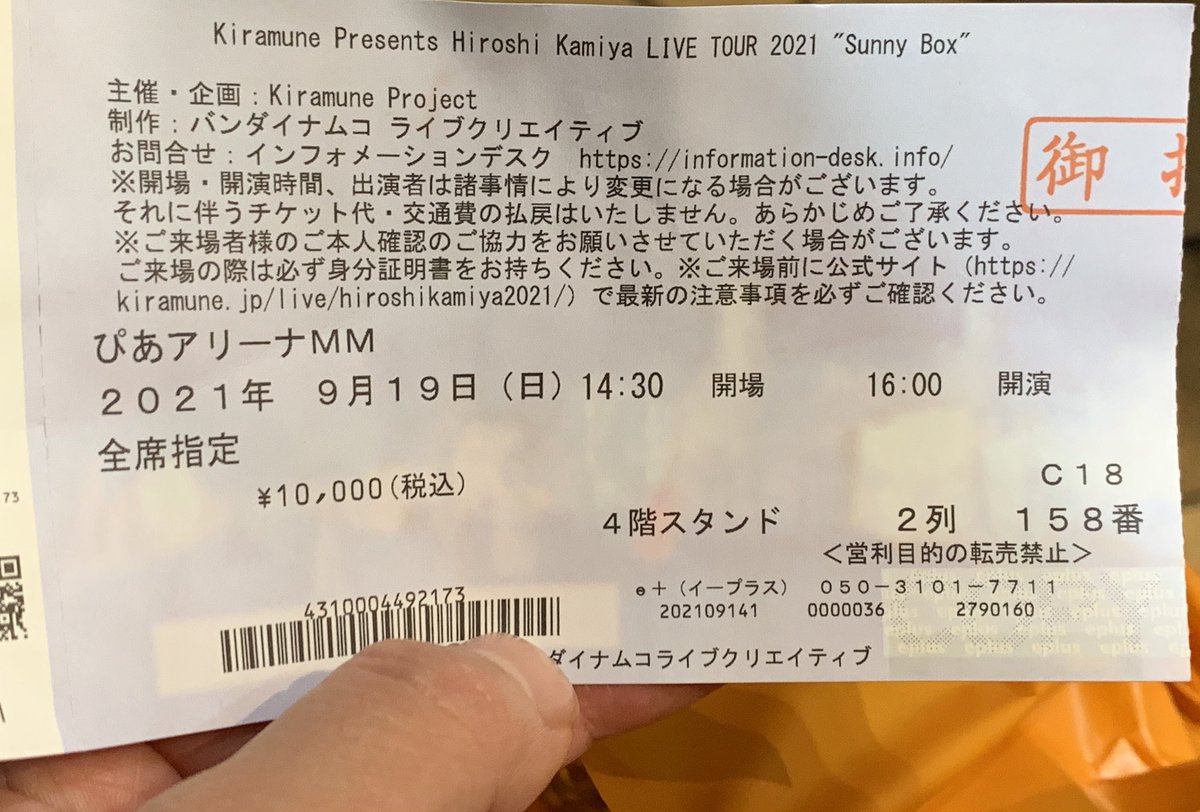 Kiramune Presents Hiroshi Kamiya LIVE TOUR 2021 "Sunny Box"
主催・企画：Kiramune Project
制作：バンダイナムコ ライブクリエイティブ
お問合せ：インフォメーションデスク https://information-desk.info/
※開場・開演時間、出演者は諸事情により変更になる場合がございます。
それに伴うチケット代・交通費の払戻はいたしません。あらかじめご了承ください。
※ご来場者様のご本人確認のご協力をお願いさせていただく場合がございます。
ご来場の際は必ず身分証明書をお持ちください。※ご来場前に公式サイト（https://
kiramune.jp/live/hiroshikamiya2021/）で最新の注意事項を必ずご確認ください。
御
ぴあアリーナMM
２０２１年 ９月１９日（日）14:30 開場 16:00 開演
全席指定
¥10,000(税込)
Ｃ１８
４階スタンド ２列 １５８番
＜営利目的の転売禁止＞
e＋（イープラス） ０５０－３１０１－７７１１
202109141 0000036 2790160
4310004492173
ダイナムコライブクリエイティブ
73
eplus eplus eplus